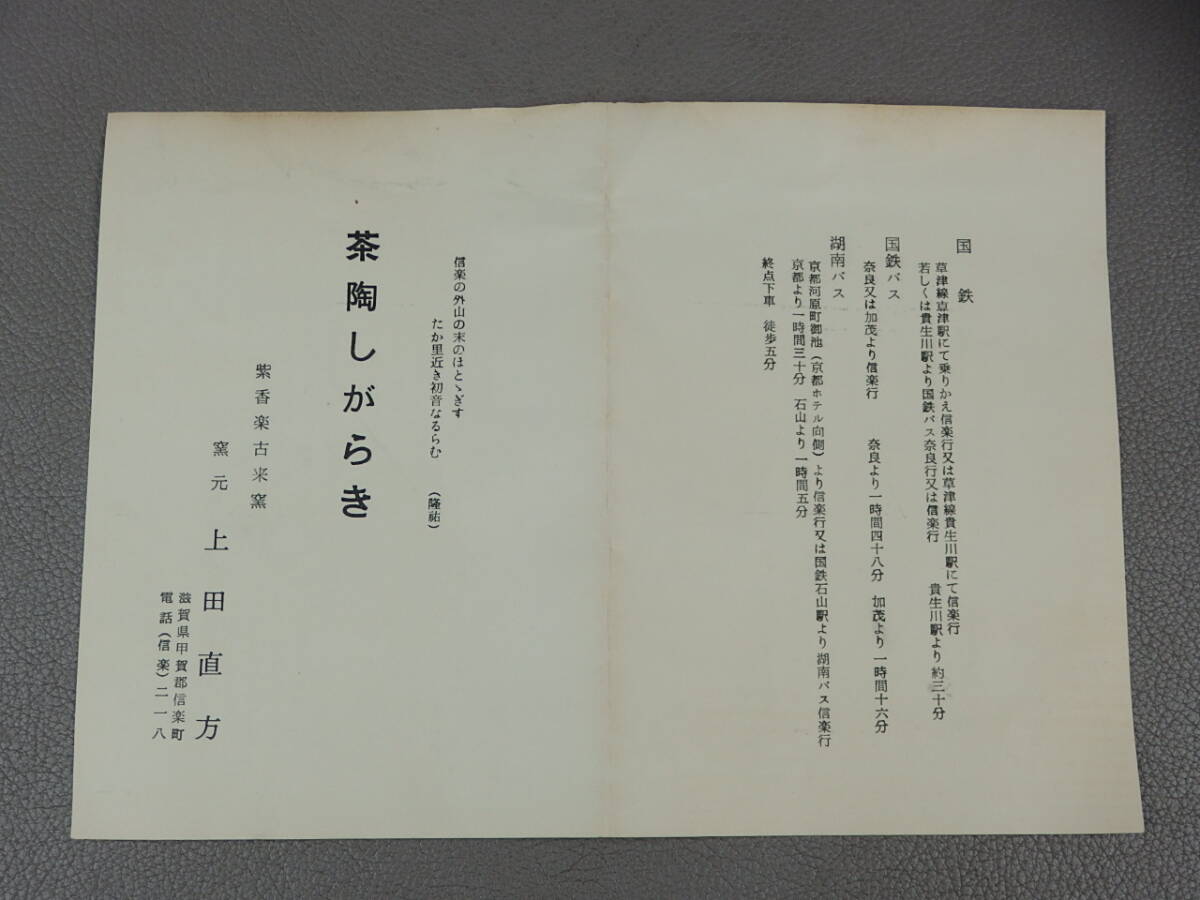 国鉄
草津線草津駅にて乗りかえ信楽行又は草津線貴生川駅にて信楽行
若しくは貴生川駅より国鉄バス奈良行又は信楽行　貴生川駅より約三十分
国鉄バス
奈良又は加茂より信楽行　奈良より一時間四十八分　加茂より一時間十六分
湖南バス
京都河原町御池（京都ホテル向側）より信楽行又は国鉄石山駅より湖南バス信楽行
京都より一時間三十分　石山より一時間五分
終点下車　徒歩五分
信楽の外山の末のほとゝぎす
たか里近き初音なるらむ　（隆祐）
茶陶しがらき
紫香楽古来窯
窯元　上田直方
滋賀県甲賀郡信楽町
電話（信楽）二一八